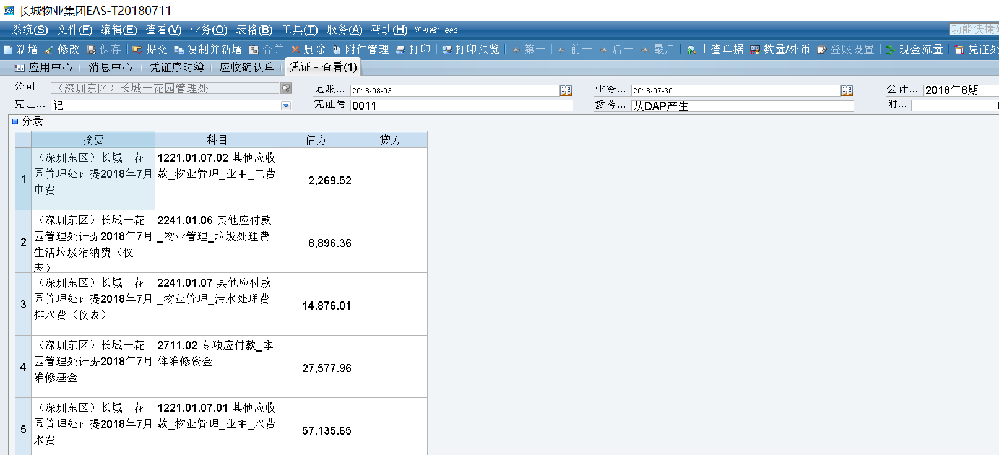 长城物业集团EAS-T20180711
系统(S) 文件(F) 编辑(E) 查看(V) 业务(O) 表格(B) 工具(T) 服务(A) 帮助(H) 许可给: eas
功能快捷
新增 修改 保存 提交 复制并新增 合并 删除 附件管理 打印 打印预览 第一 前一 后一 最后 上查单据 数量/外币 登账设置 现金流量 凭证处
应用中心 消息中心 凭证序时簿 应收确认单 凭证 - 查看(1)
公司 （深圳东区）长城一花园管理处 记账... 2018-08-03 业务... 2018-07-30 会计... 2018年8期
凭证... 记 凭证号 0011 参考... 从DAP产生 附...
分录
摘要 科目 借方 贷方
1
（深圳东区）长城一花
园管理处计提2018年7月
电费
1221.01.07.02 其他应收
款_物业管理_业主_电费
2,269.52
2
（深圳东区）长城一花
园管理处计提2018年7月
生活垃圾消纳费（仪
表）
2241.01.06 其他应付款
_物业管理_垃圾处理费
8,896.36
3
（深圳东区）长城一花
园管理处计提2018年7月
排水费（仪表）
2241.01.07 其他应付款
_物业管理_污水处理费
14,876.01
4
（深圳东区）长城一花
园管理处计提2018年7月
维修基金
2711.02 专项应付款_本
体维修资金
27,577.96
5
（深圳东区）长城一花
园管理处计提2018年7月
水费
1221.01.07.01 其他应收
款_物业管理_业主_水费
57,135.65